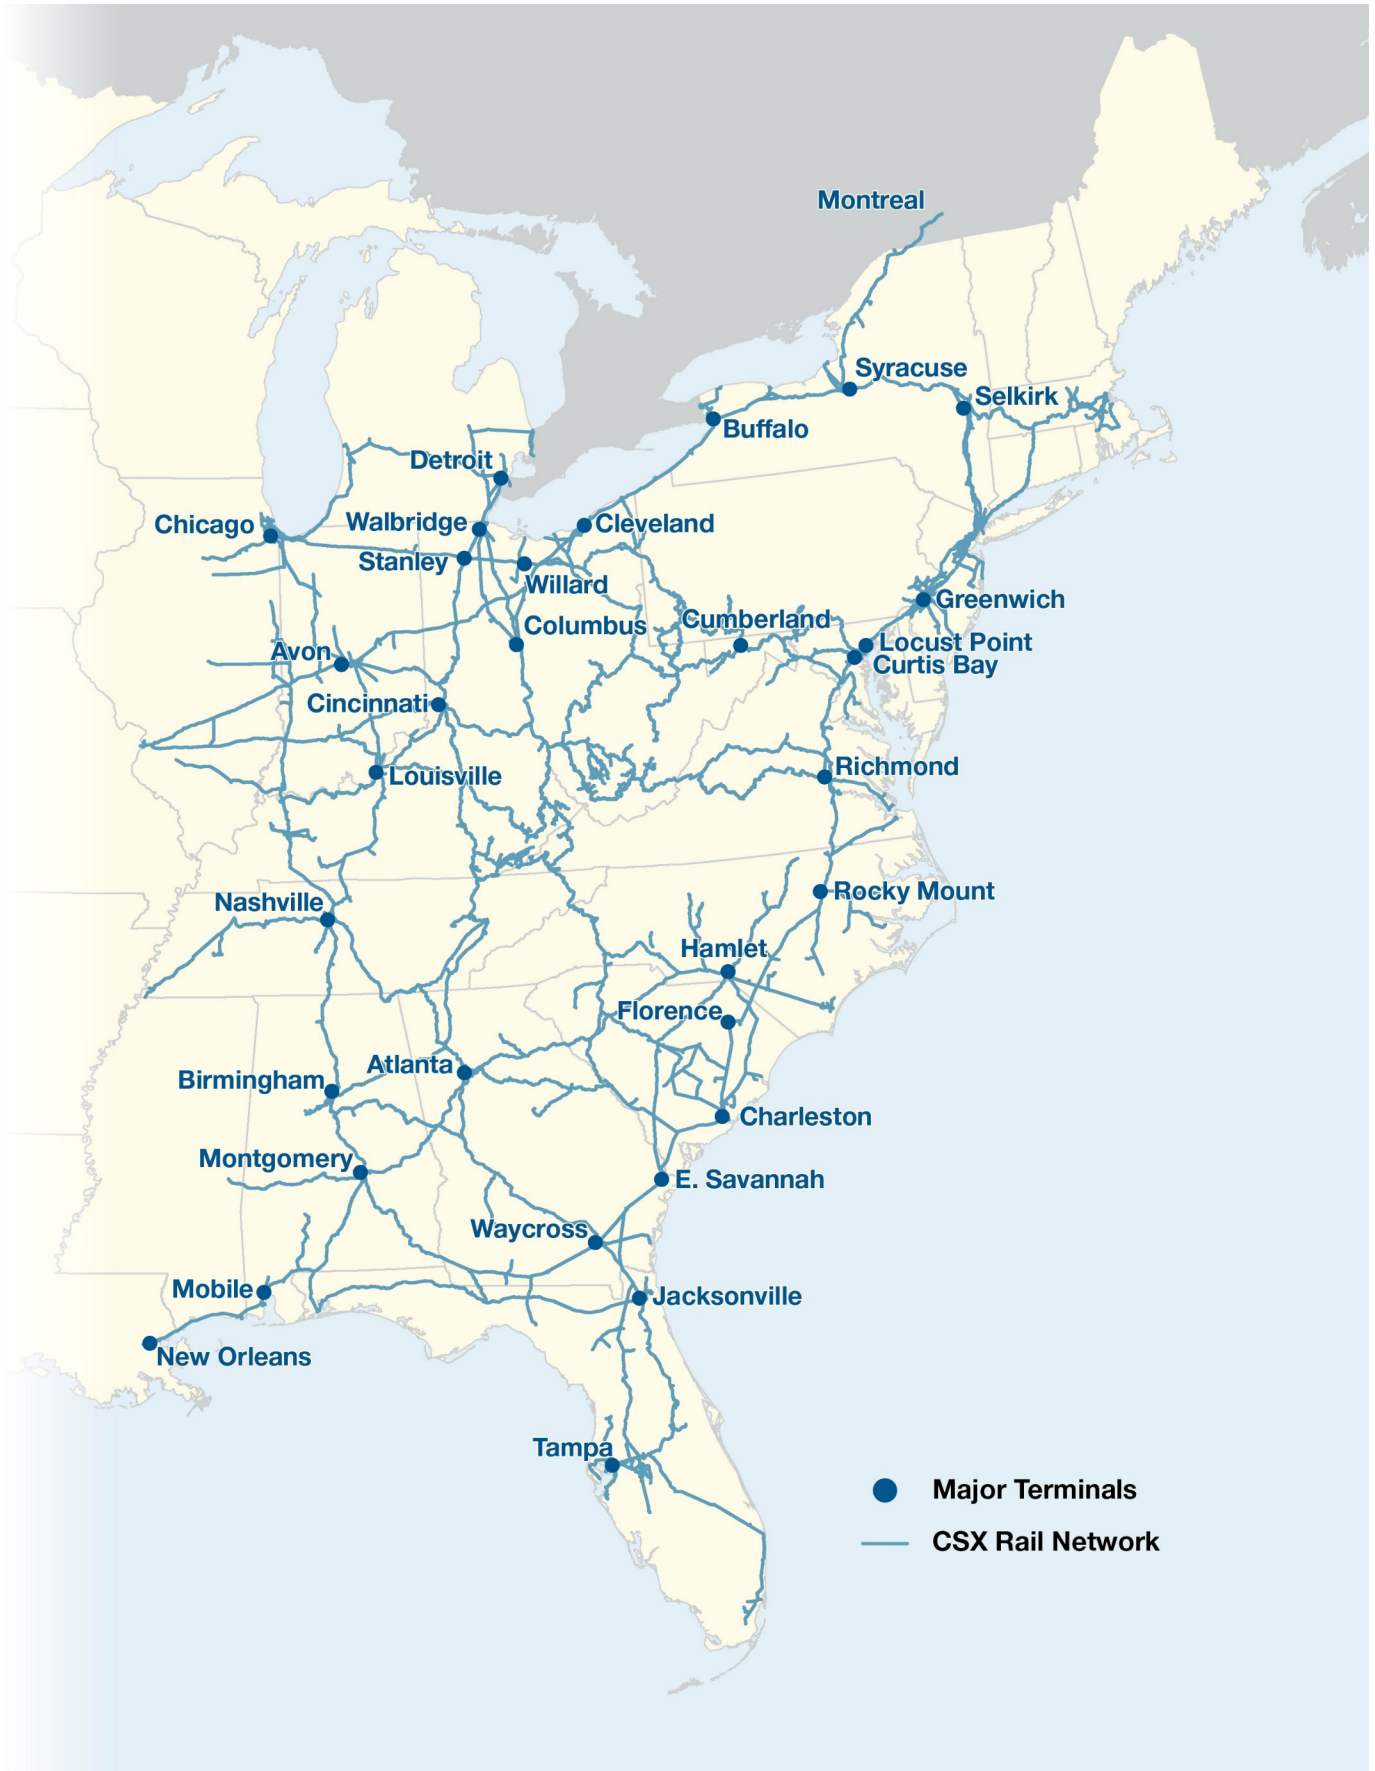 Montreal
Syracuse
Selkirk
Buffalo
Detroit
Chicago
Walbridge
Cleveland
Stanley
Willard
Greenwich
Columbus
Cumberland
Locust Point
Avon
Curtis Bay
Cincinnati
Richmond
Louisville
Rocky Mount
Nashville
Hamlet
Florence
Atlanta
Birmingham
Charleston
Montgomery
E. Savannah
Waycross
Mobile
Jacksonville
New Orleans
Tampa
Major Terminals
CSX Rail Network